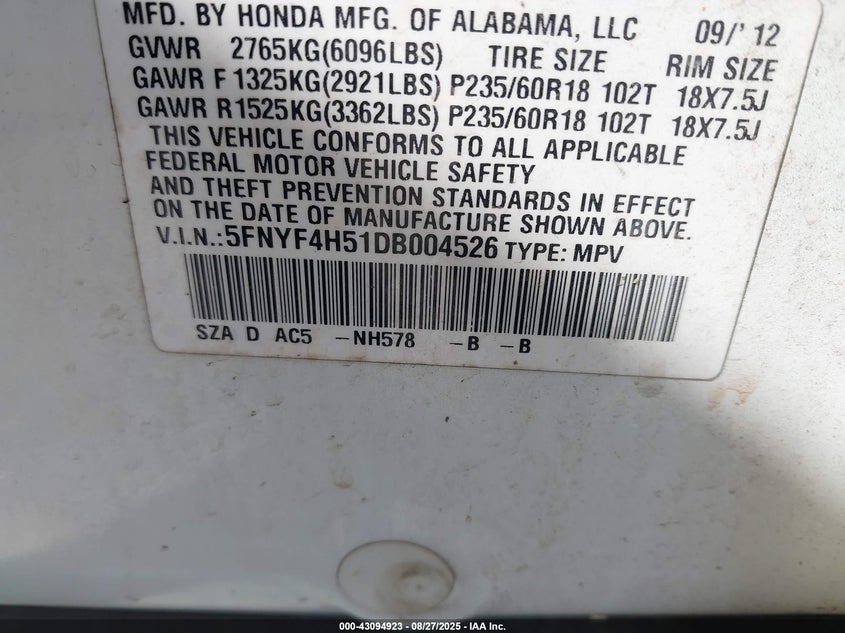 MFD. BY HONDA MFG. OF ALABAMA, LLC 09/' 12
GVWR 2765KG(6096LBS) TIRE SIZE RIM SIZE
GAWR F 1325KG(2921LBS) P235/60R18 102T 18X7.5J
GAWR R1525KG(3362LBS) P235/60R18 102T 18X7.5J
THIS VEHICLE CONFORMS TO ALL APPLICABLE
FEDERAL MOTOR VEHICLE SAFETY
AND THEFT PREVENTION STANDARDS IN EFFECT
ON THE DATE OF MANUFACTURE SHOWN ABOVE.
V.I.N.:5FNYF4H51DB004526 TYPE: MPV
SZA D AC5 -NH578 -B -B
000-43094923 - 08/27/2025 - IAA Inc.